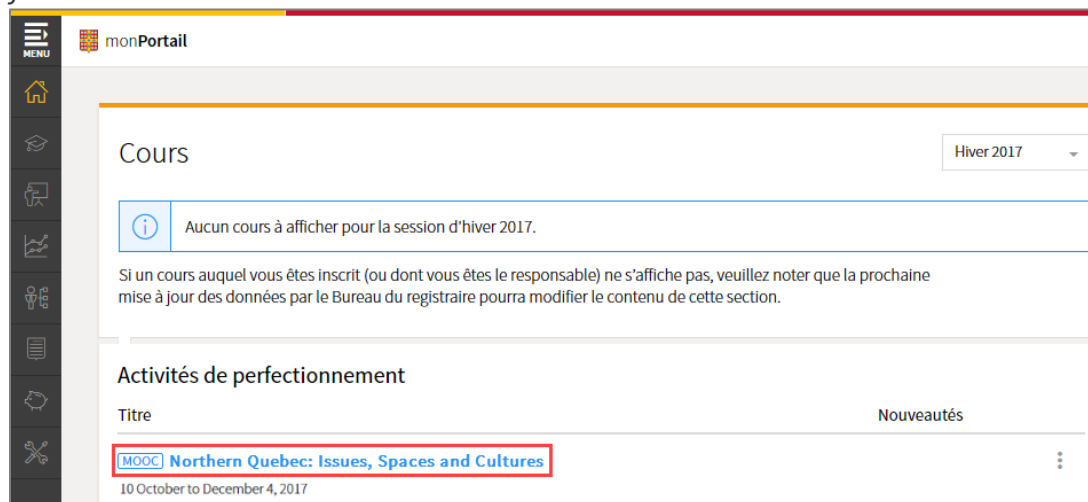 MENU
monPortail
Cours
Hiver 2017
Aucun cours à afficher pour la session d'hiver 2017.
Si un cours auquel vous êtes inscrit (ou dont vous êtes le responsable) ne s’affiche pas, veuillez noter que la prochaine
mise à jour des données par le Bureau du registraire pourra modifier le contenu de cette section.
Activités de perfectionnement
Titre
Nouveautés
MOOC Northern Quebec: Issues, Spaces and Cultures
10 October to December 4, 2017